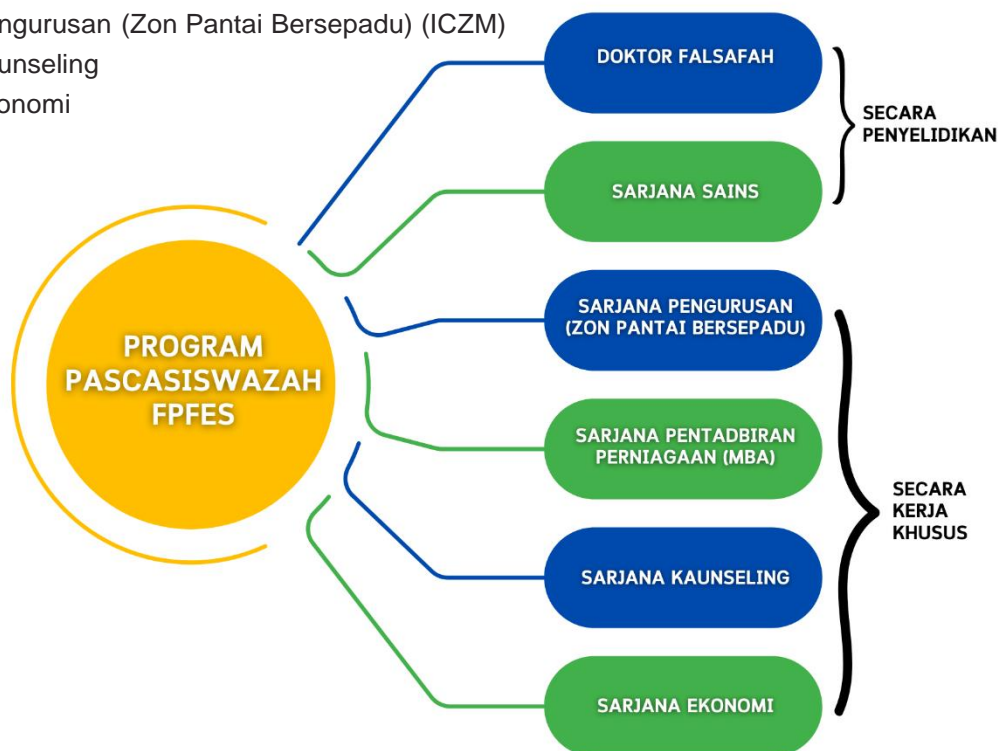 ngurusan (Zon Pantai Bersepadu) (ICZM)
unseling
onomi
DOKTOR FALSAFAH
SECARA
PENYELIDIKAN
SARJANA SAINS
SARJANA PENGURUSAN
(ZON PANTAI BERSEPADU)
PROGRAM
PASCASISWAZAH
FPFES
SARJANA PENTADBIRAN
PERNIAGAAN (MBA)
SECARA
KERJA
KHUSUS
SARJANA KAUNSELING
SARJANA EKONOMI